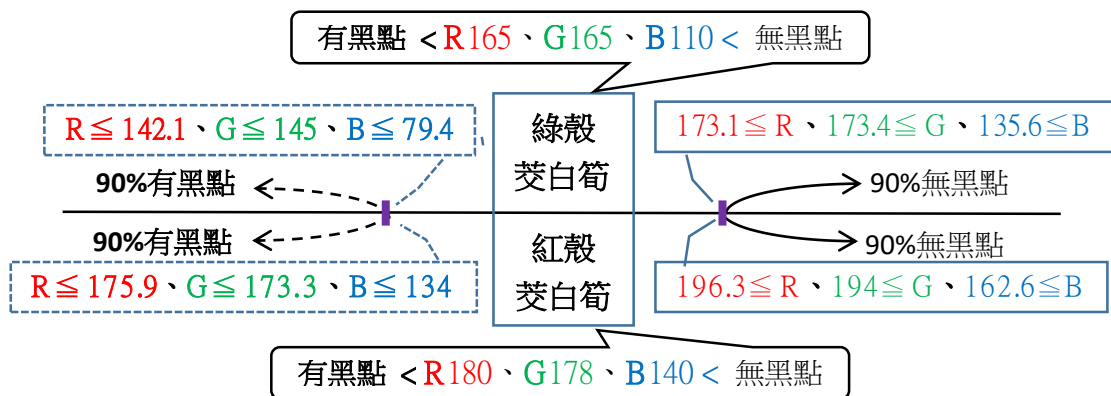 有黑點 < R165、G165、B110 < 無黑點
R ≦ 142.1、G ≦ 145、B ≦ 79.4
綠殼
茭白筍
173.1 ≦ R、173.4 ≦ G、135.6 ≦ B
90%有黑點
90%無黑點
90%有黑點
90%無黑點
紅殼
茭白筍
R ≦ 175.9、G ≦ 173.3、B ≦ 134
196.3 ≦ R、194 ≦ G、162.6 ≦ B
有黑點 < R180、G178、B140 < 無黑點